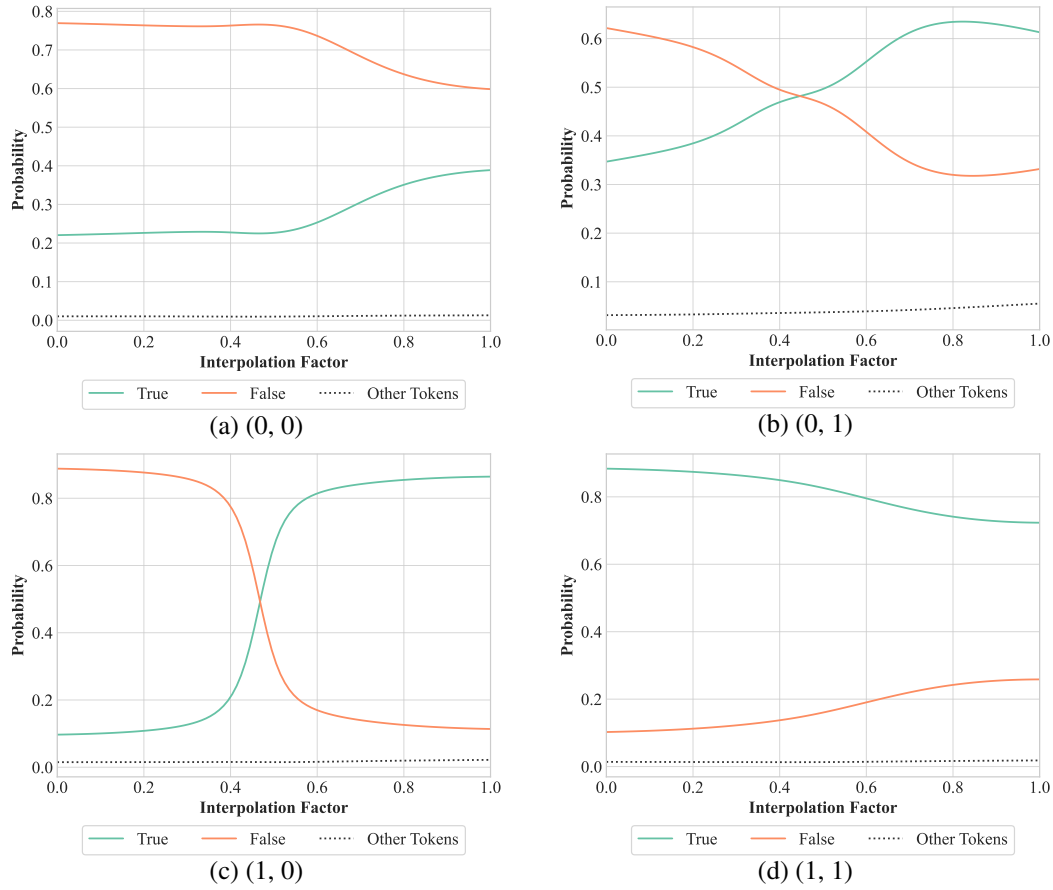 0.8
0.7
0.6
0.5
0.4
0.3
0.2
0.1
0.0
Probability
0.0 0.2 0.4 0.6 0.8 1.0
Interpolation Factor
True False Other Tokens
(a) (0, 0)
0.6
0.5
0.4
0.3
0.2
0.1
Probability
0.0 0.2 0.4 0.6 0.8 1.0
Interpolation Factor
True False Other Tokens
(b) (0, 1)
0.8
0.6
0.4
0.2
0.0
Probability
0.0 0.2 0.4 0.6 0.8 1.0
Interpolation Factor
True False Other Tokens
(c) (1, 0)
0.8
0.6
0.4
0.2
0.0
Probability
0.0 0.2 0.4 0.6 0.8 1.0
Interpolation Factor
True False Other Tokens
(d) (1, 1)